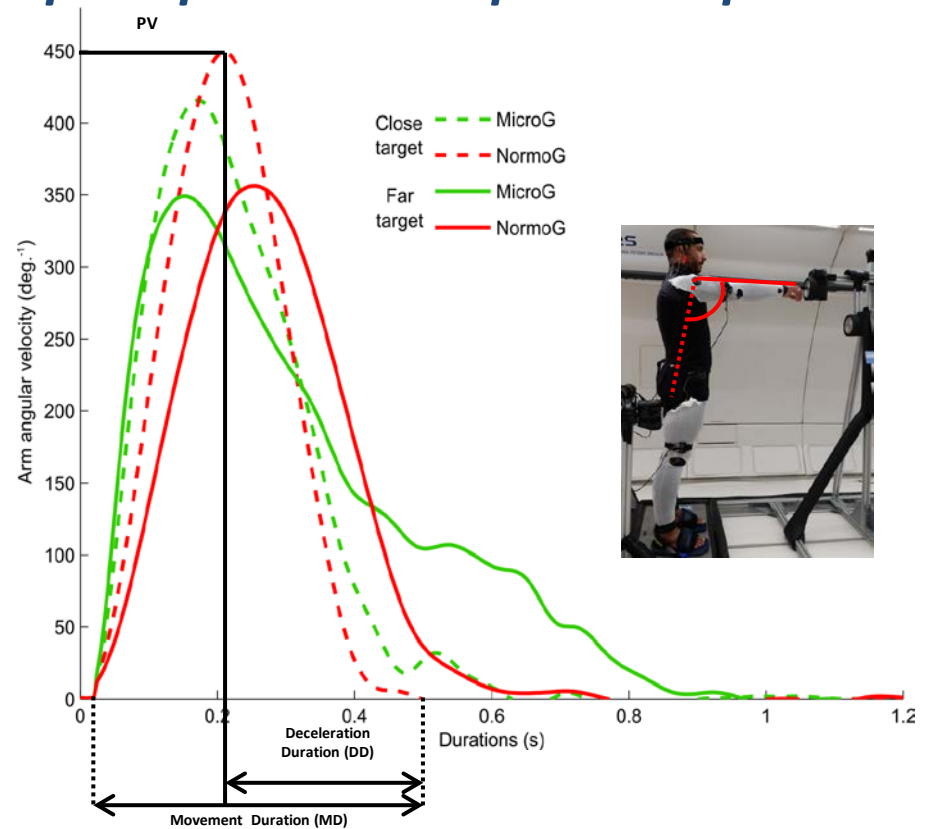 PV
450
400
350
300
250
200
150
100
50
0
Arm angular velocity (deg.⁻¹)
Close target
MicroG
NormoG
Far target
MicroG
NormoG
0 0.2 0.4 0.6 0.8 1 1.2
Durations (s)
Deceleration
Duration (DD)
Movement Duration (MD)